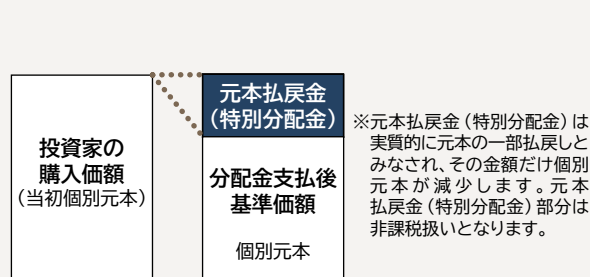 投資家の
購入価額
（当初個別元本）
元本払戻金
（特別分配金）
分配金支払後
基準価額
個別元本
※元本払戻金（特別分配金）は
実質的に元本の一部払戻しと
みなされ、その金額だけ個別
元本が減少します。元本
払戻金（特別分配金）部分は
非課税扱いとなります。